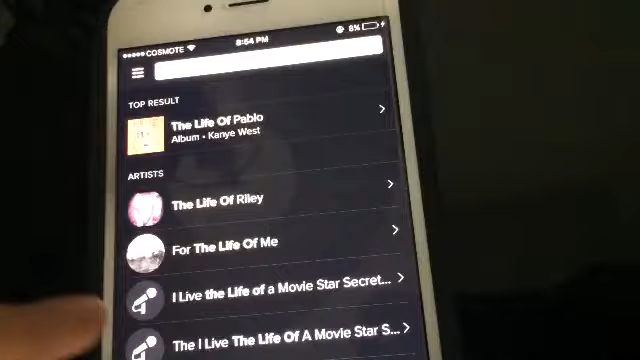 COSMOTE 8:54 PM 8%
TOP RESULT
The Life Of Pablo
Album • Kanye West
ARTISTS
The Life Of Riley
For The Life Of Me
I Live the Life of a Movie Star Secret...
The I Live The Life Of A Movie Star S...